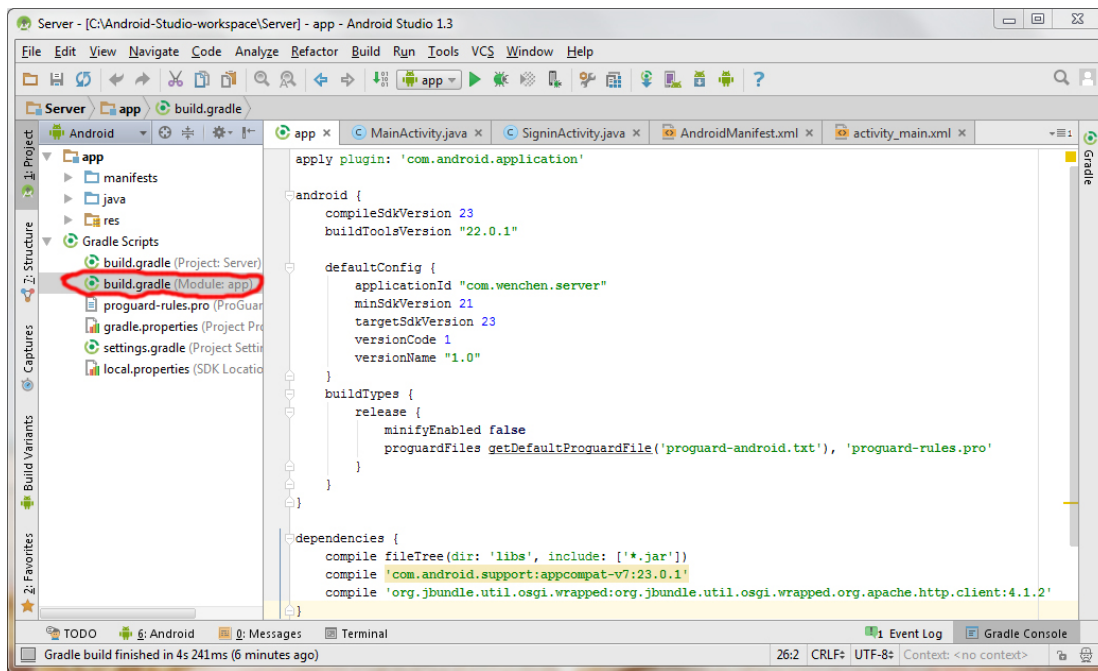 Server - [C:\Android-Studio-workspace\Server] - app - Android Studio 1.3
File Edit View Navigate Code Analyze Refactor Build Run Tools VCS Window Help
app
Server app build.gradle
Android
app MainActivity.java SigninActivity.java AndroidManifest.xml activity_main.xml
1
1: Project
7: Structure
Captures
Build Variants
2: Favorites
app
manifests
java
res
Gradle Scripts
build.gradle (Project: Server)
build.gradle (Module: app)
proguard-rules.pro (ProGuar
gradle.properties (Project Pro
settings.gradle (Project Settin
local.properties (SDK Locatio
apply plugin: 'com.android.application'
android {
compileSdkVersion 23
buildToolsVersion "22.0.1"
defaultConfig {
applicationId "com.wenchen.server"
minSdkVersion 21
targetSdkVersion 23
versionCode 1
versionName "1.0"
}
buildTypes {
release {
minifyEnabled false
proguardFiles getDefaultProguardFile('proguard-android.txt'), 'proguard-rules.pro'
}
}
}
dependencies {
compile fileTree(dir: 'libs', include: ['*.jar'])
compile 'com.android.support:appcompat-v7:23.0.1'
compile 'org.jbundle.util.osgi.wrapped:org.jbundle.util.osgi.wrapped.org.apache.http.client:4.1.2'
}
Gradle
TODO 6: Android 0: Messages Terminal 1 Event Log Gradle Console
Gradle build finished in 4s 241ms (6 minutes ago) 26:2 CRLF UTF-8 Context: <no context>